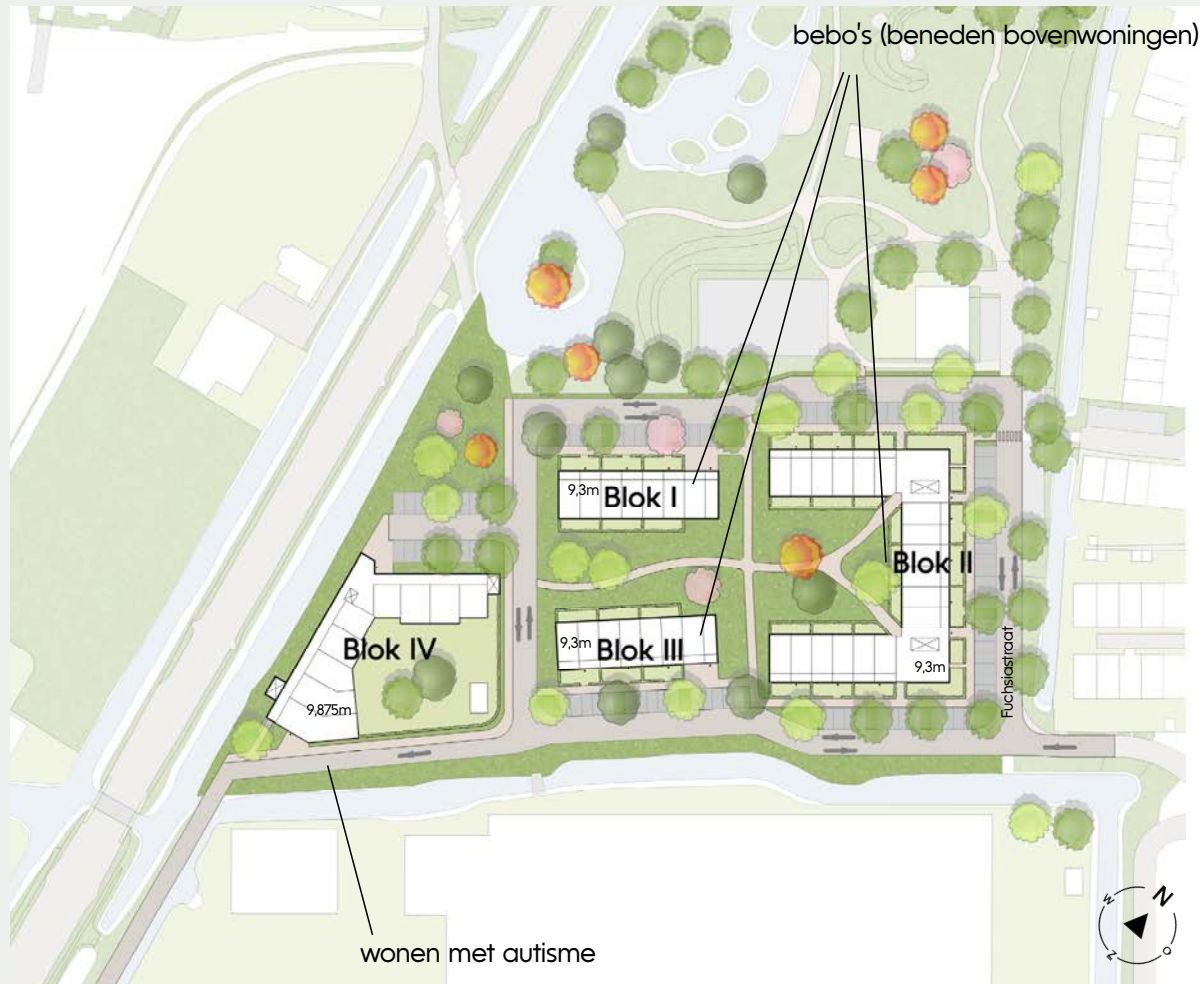 bebo's (beneden bovenwoningen)
9,3m
Blok I
Blok II
9,3m
Blok III
9,3m
Blok IV
9,875m
Fuchsiastraat
wonen met autisme
N
W
O
Z